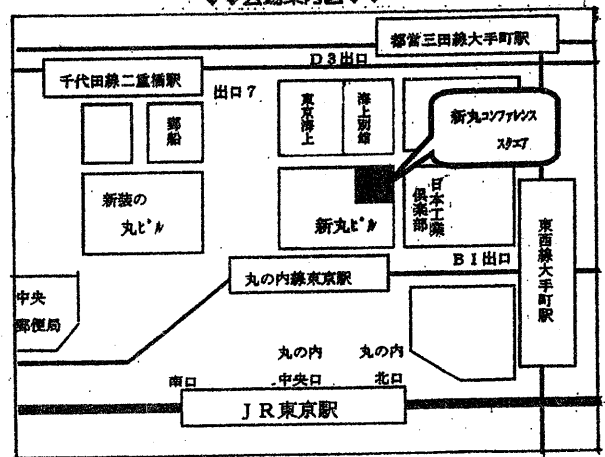 都営三田線大手町駅
D3出口
千代田線二重橋駅
出口7
郵船
東京海上
海上別館
新丸コンファレンス
スクエア
新装の
丸ビル
新丸ビル
日本工業
倶楽部
東西線大手町駅
B1出口
丸の内線東京駅
中央
郵便局
丸の内
中央口
丸の内
北口
南口
JR東京駅